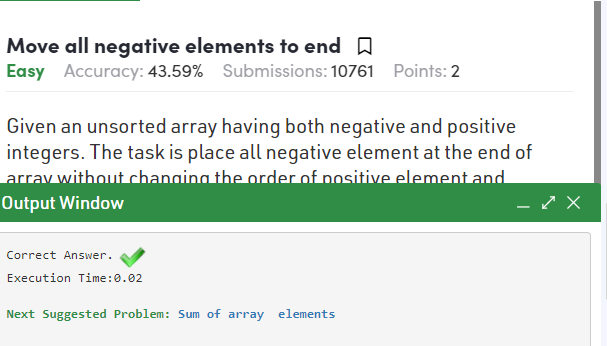 Move all negative elements to end
Easy Accuracy: 43.59% Submissions: 10761 Points: 2
Given an unsorted array having both negative and positive
integers. The task is place all negative element at the end of
array without changing the order of positive element and
Output Window
Correct Answer.
Execution Time:0.02
Next Suggested Problem: Sum of array elements